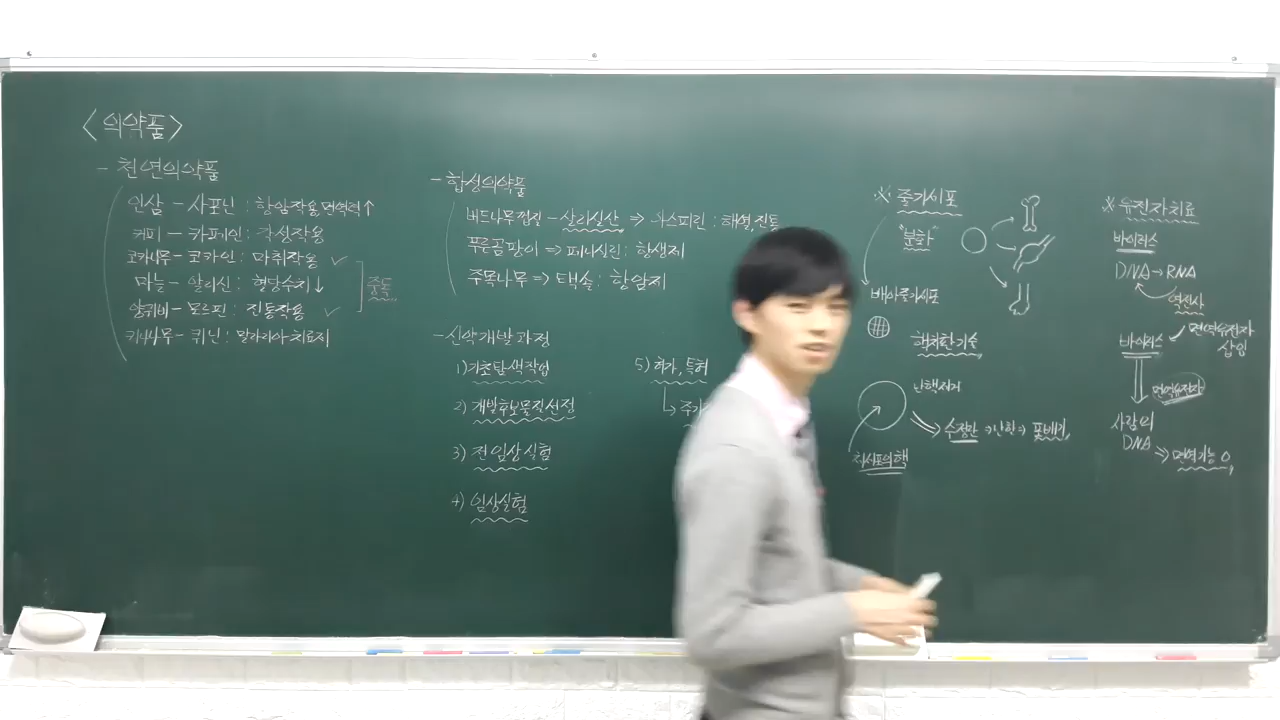 <의약품>
- 천연의약품
인삼 - 사포닌 : 항암작용 면역력↑
커피 - 카페인 : 각성작용
코카나무 - 코카인 : 마취작용 ✓
마늘 - 알리신 : 혈당수치↓
양귀비 - 모르핀 : 진통작용 ✓
키나나무 - 퀴닌 : 말라리아 치료제
중독
- 합성의약품
버드나무껍질 - 살리실산 ⇒ 아스피린 : 해열, 진통
푸른곰팡이 ⇒ 페니실린 : 항생제
주목나무 ⇒ 택솔 : 항암제
- 신약개발과정
1) 기초탐색작업
2) 개발후보물질선정
3) 전임상실험
4) 임상실험
5) 허가, 특허
※ 줄기세포
"분화"
배아줄기세포
핵치환기술
난핵제거
체세포의 핵
수정란 ⇒ 난할 ⇒ 포배기
※ 유전자치료
바이러스
DNA → RNA
역전사
바이러스
면역유전자
삽입
면역유전자
사람의
DNA
⇒ 면역기능 O